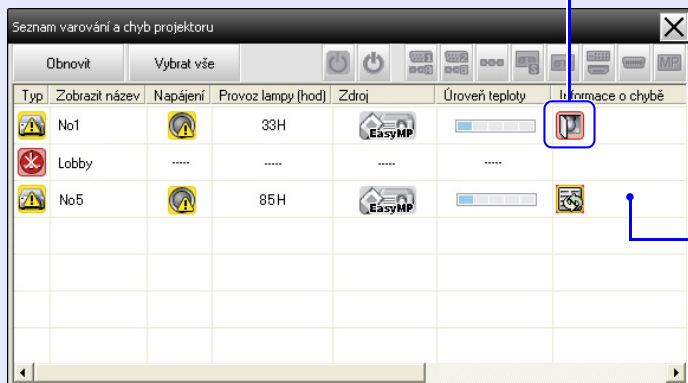 Seznam varování a chyb projektoru
Obnovit Vybrat vše MP
Typ Zobrazit název Napájení Provoz lampy (hod) Zdroj Úroveň teploty Informace o chybě
No1 33H EasyMP
Lobby ----- ----- ----- -----
No5 85H EasyMP